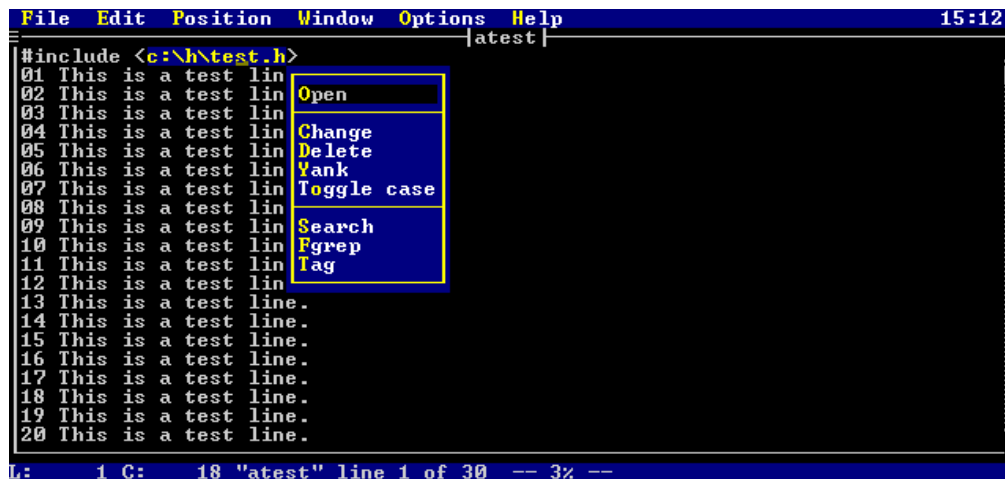 File Edit Position Window Options Help 15:12
atest
#include <c:\h\test.h>
01 This is a test lin
02 This is a test lin Open
03 This is a test lin
04 This is a test lin Change
05 This is a test lin Delete
06 This is a test lin Yank
07 This is a test lin Toggle case
08 This is a test lin
09 This is a test lin Search
10 This is a test lin Fgrep
11 This is a test lin Tag
12 This is a test lin
13 This is a test line.
14 This is a test line.
15 This is a test line.
16 This is a test line.
17 This is a test line.
18 This is a test line.
19 This is a test line.
20 This is a test line.
L: 1 C: 18 "atest" line 1 of 30 -- 3% --